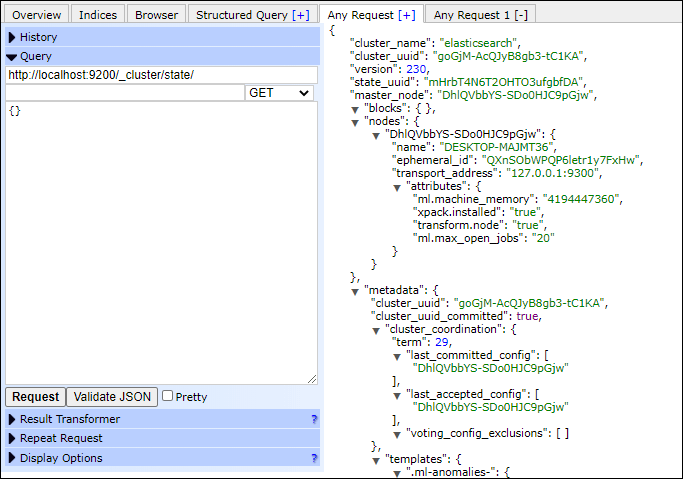 Overview Indices Browser Structured Query [+] Any Request [+] Any Request 1 [-]
History
Query
http://localhost:9200/_cluster/state/
GET
{}
Request Validate JSON Pretty
Result Transformer ?
Repeat Request
Display Options ?
{
"cluster_name": "elasticsearch",
"cluster_uuid": "goGjM-AcQJyB8gb3-tC1KA",
"version": 230,
"state_uuid": "mHrbT4N6T2OHTO3ufgbfDA",
"master_node": "DhlQVbbYS-SDo0HJC9pGjw",
"blocks": { },
"nodes": {
"DhlQVbbYS-SDo0HJC9pGjw": {
"name": "DESKTOP-MAJMT36",
"ephemeral_id": "QXnSObWPQP6letr1y7FxHw",
"transport_address": "127.0.0.1:9300",
"attributes": {
"ml.machine_memory": "4194447360",
"xpack.installed": "true",
"transform.node": "true",
"ml.max_open_jobs": "20"
}
}
},
"metadata": {
"cluster_uuid": "goGjM-AcQJyB8gb3-tC1KA",
"cluster_uuid_committed": true,
"cluster_coordination": {
"term": 29,
"last_committed_config": [
"DhlQVbbYS-SDo0HJC9pGjw"
],
"last_accepted_config": [
"DhlQVbbYS-SDo0HJC9pGjw"
],
"voting_config_exclusions": [ ]
},
"templates": {
".ml-anomalies-": {